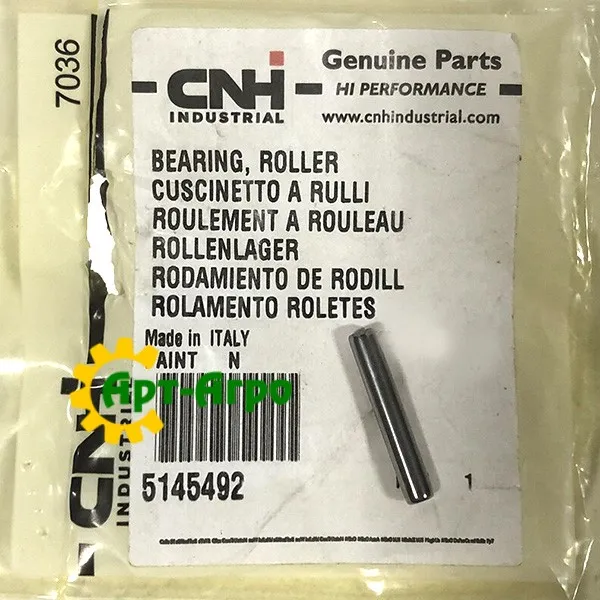 7036
CNH
INDUSTRIAL
Genuine Parts
HI PERFORMANCE
www.cnhindustrial.com
BEARING, ROLLER
CUSCINETTO A RULLI
ROULEMENT A ROULEAU
ROLLENLAGER
RODAMIENTO DE RODILL
ROLAMENTO ROLETES
Made in ITALY
AINT N
Арт-Агро
CNH
INDUSTRIAL
5145492
1